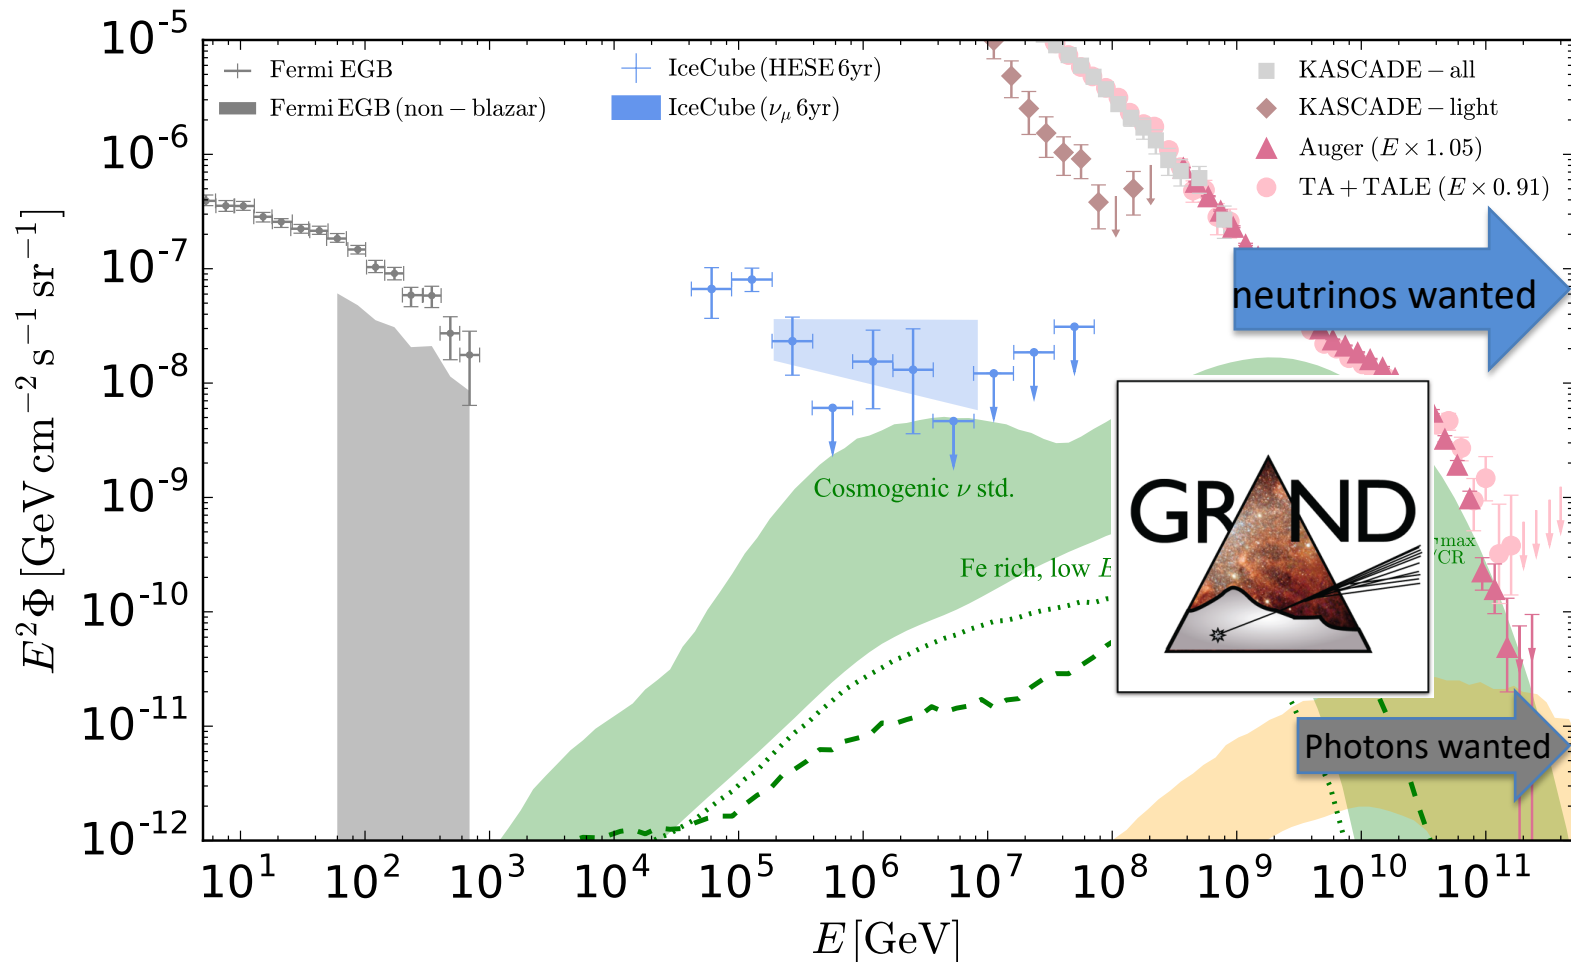 10^-5
10^-6
10^-7
10^-8
10^-9
10^-10
10^-11
10^-12
E^2Φ [GeV cm^-2 s^-1 sr^-1]
Fermi EGB
Fermi EGB (non−blazar)
IceCube (HESE 6yr)
IceCube (ν_μ 6yr)
KASCADE−all
KASCADE−light
Auger (E × 1.05)
TA + TALE (E × 0.91)
neutrinos wanted
Cosmogenic ν std.
Fe rich, low E
max
CR
GRAND
Photons wanted
10^1 10^2 10^3 10^4 10^5 10^6 10^7 10^8 10^9 10^10 10^11
E [GeV]